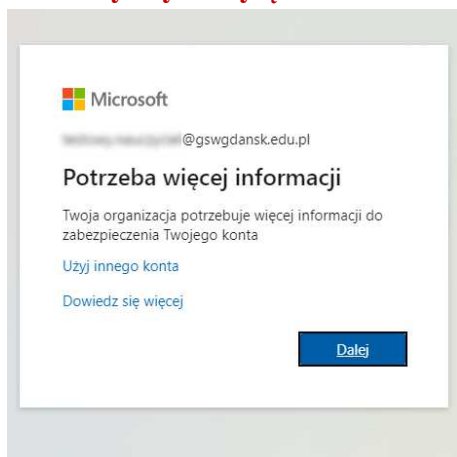 Microsoft
@gswgdansk.edu.pl
Potrzeba więcej informacji
Twoja organizacja potrzebuje więcej informacji do
zabezpieczenia Twojego konta
Użyj innego konta
Dowiedz się więcej
Dalej